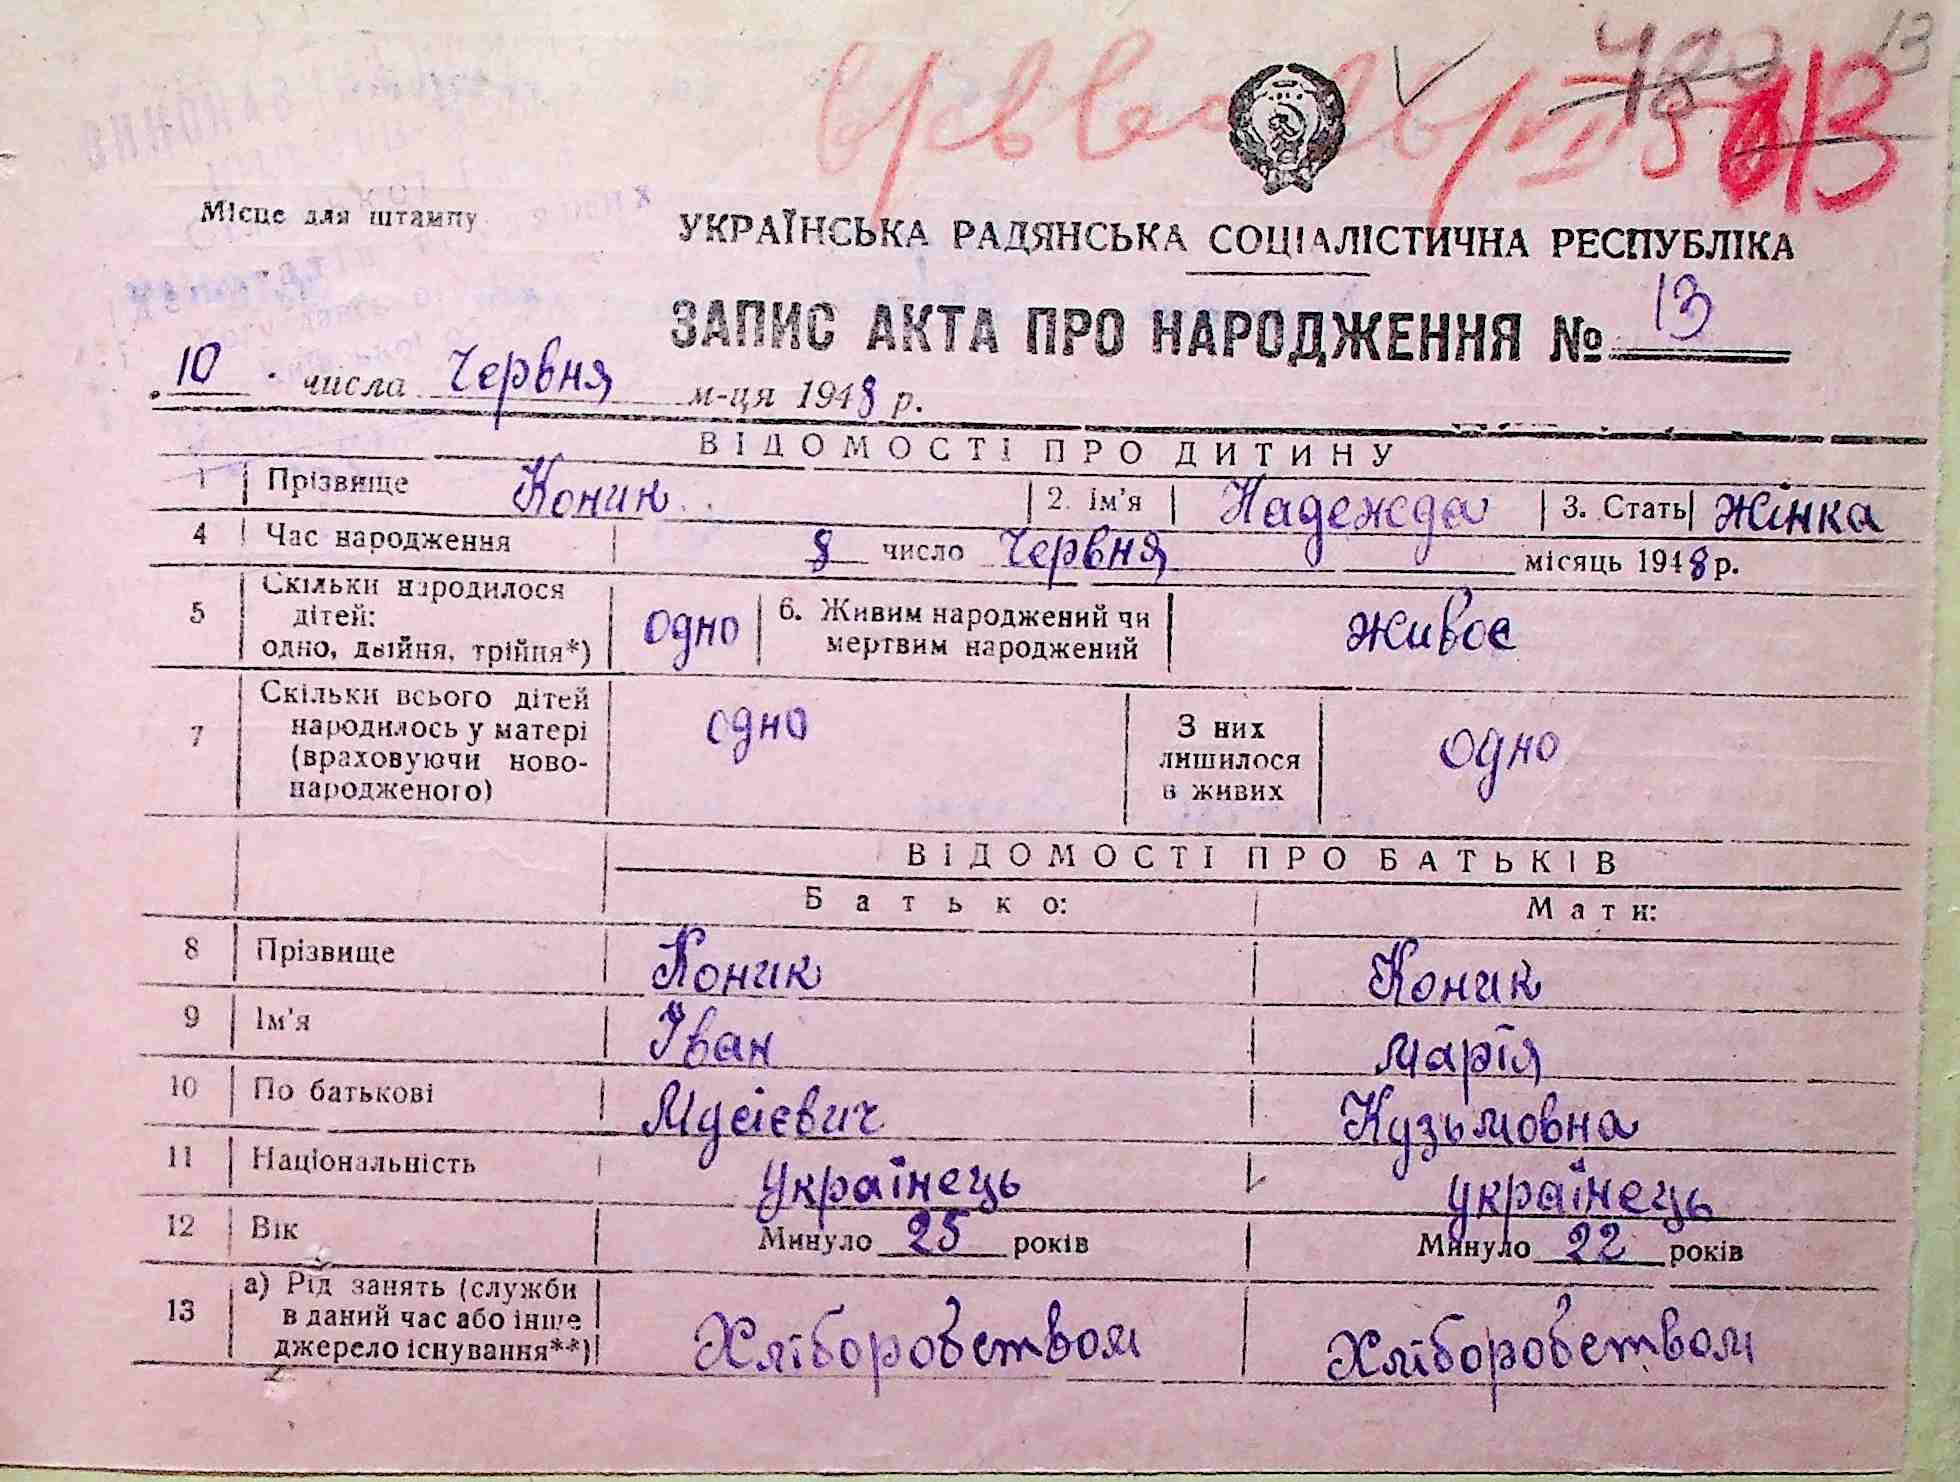 13
482
013
Місце для штампу
УКРАЇНСЬКА РАДЯНСЬКА СОЦІАЛІСТИЧНА РЕСПУБЛІКА
ЗАПИС АКТА ПРО НАРОДЖЕННЯ № 13
10 числа Червня м-ця 1948 р.
ВІДОМОСТІ ПРО ДИТИНУ
1 Прізвище Коник 2. Ім'я Надежда 3. Стать Жінка
4 Час народження 8 число Червня місяць 1948 р.
5 Скільки народилося дітей: одно, двійня, трійня*) одно 6. Живим народжений чи мертвим народжений живоє
7 Скільки всього дітей народилось у матері (враховуючи новонародженого) одно З них лишилося в живих одно
ВІДОМОСТІ ПРО БАТЬКІВ
Батько: Мати:
8 Прізвище Коник Коник
9 Ім'я Іван Марія
10 По батькові Мусієвич Кузьмовна
11 Національність українець українець
12 Вік Минуло 25 років Минуло 22 років
13 а) Рід занять (служби в даний час або інше джерело існування**) Хліборобством Хліборобством